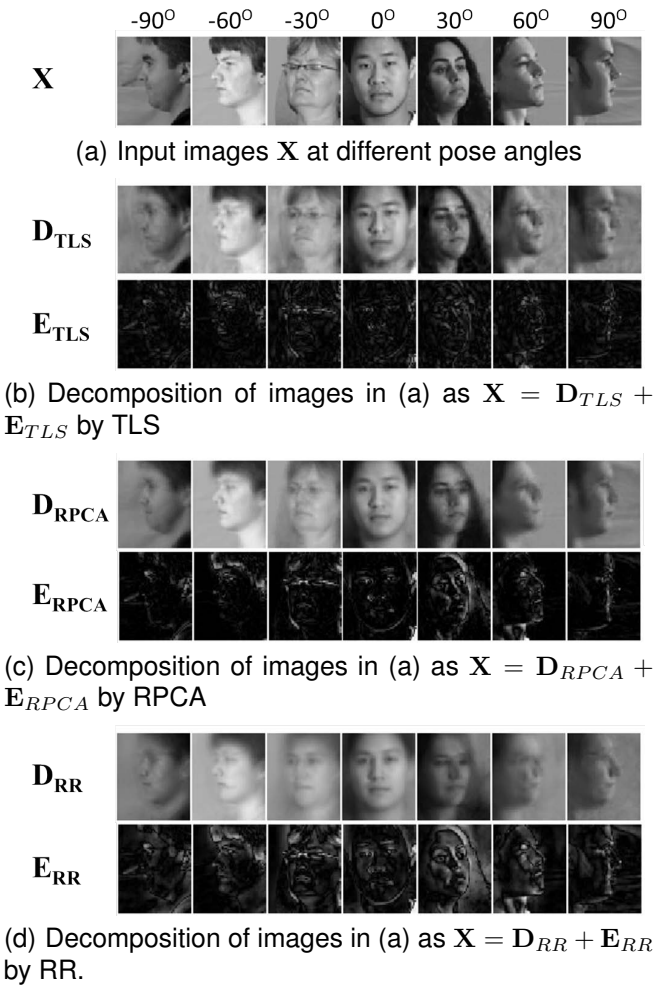 -90° -60° -30° 0° 30° 60° 90°
X
(a) Input images X at different pose angles
D_TLS
E_TLS
(b) Decomposition of images in (a) as X = D_TLS +
E_TLS by TLS
D_RPCA
E_RPCA
(c) Decomposition of images in (a) as X = D_RPCA +
E_RPCA by RPCA
D_RR
E_RR
(d) Decomposition of images in (a) as X = D_RR + E_RR
by RR.